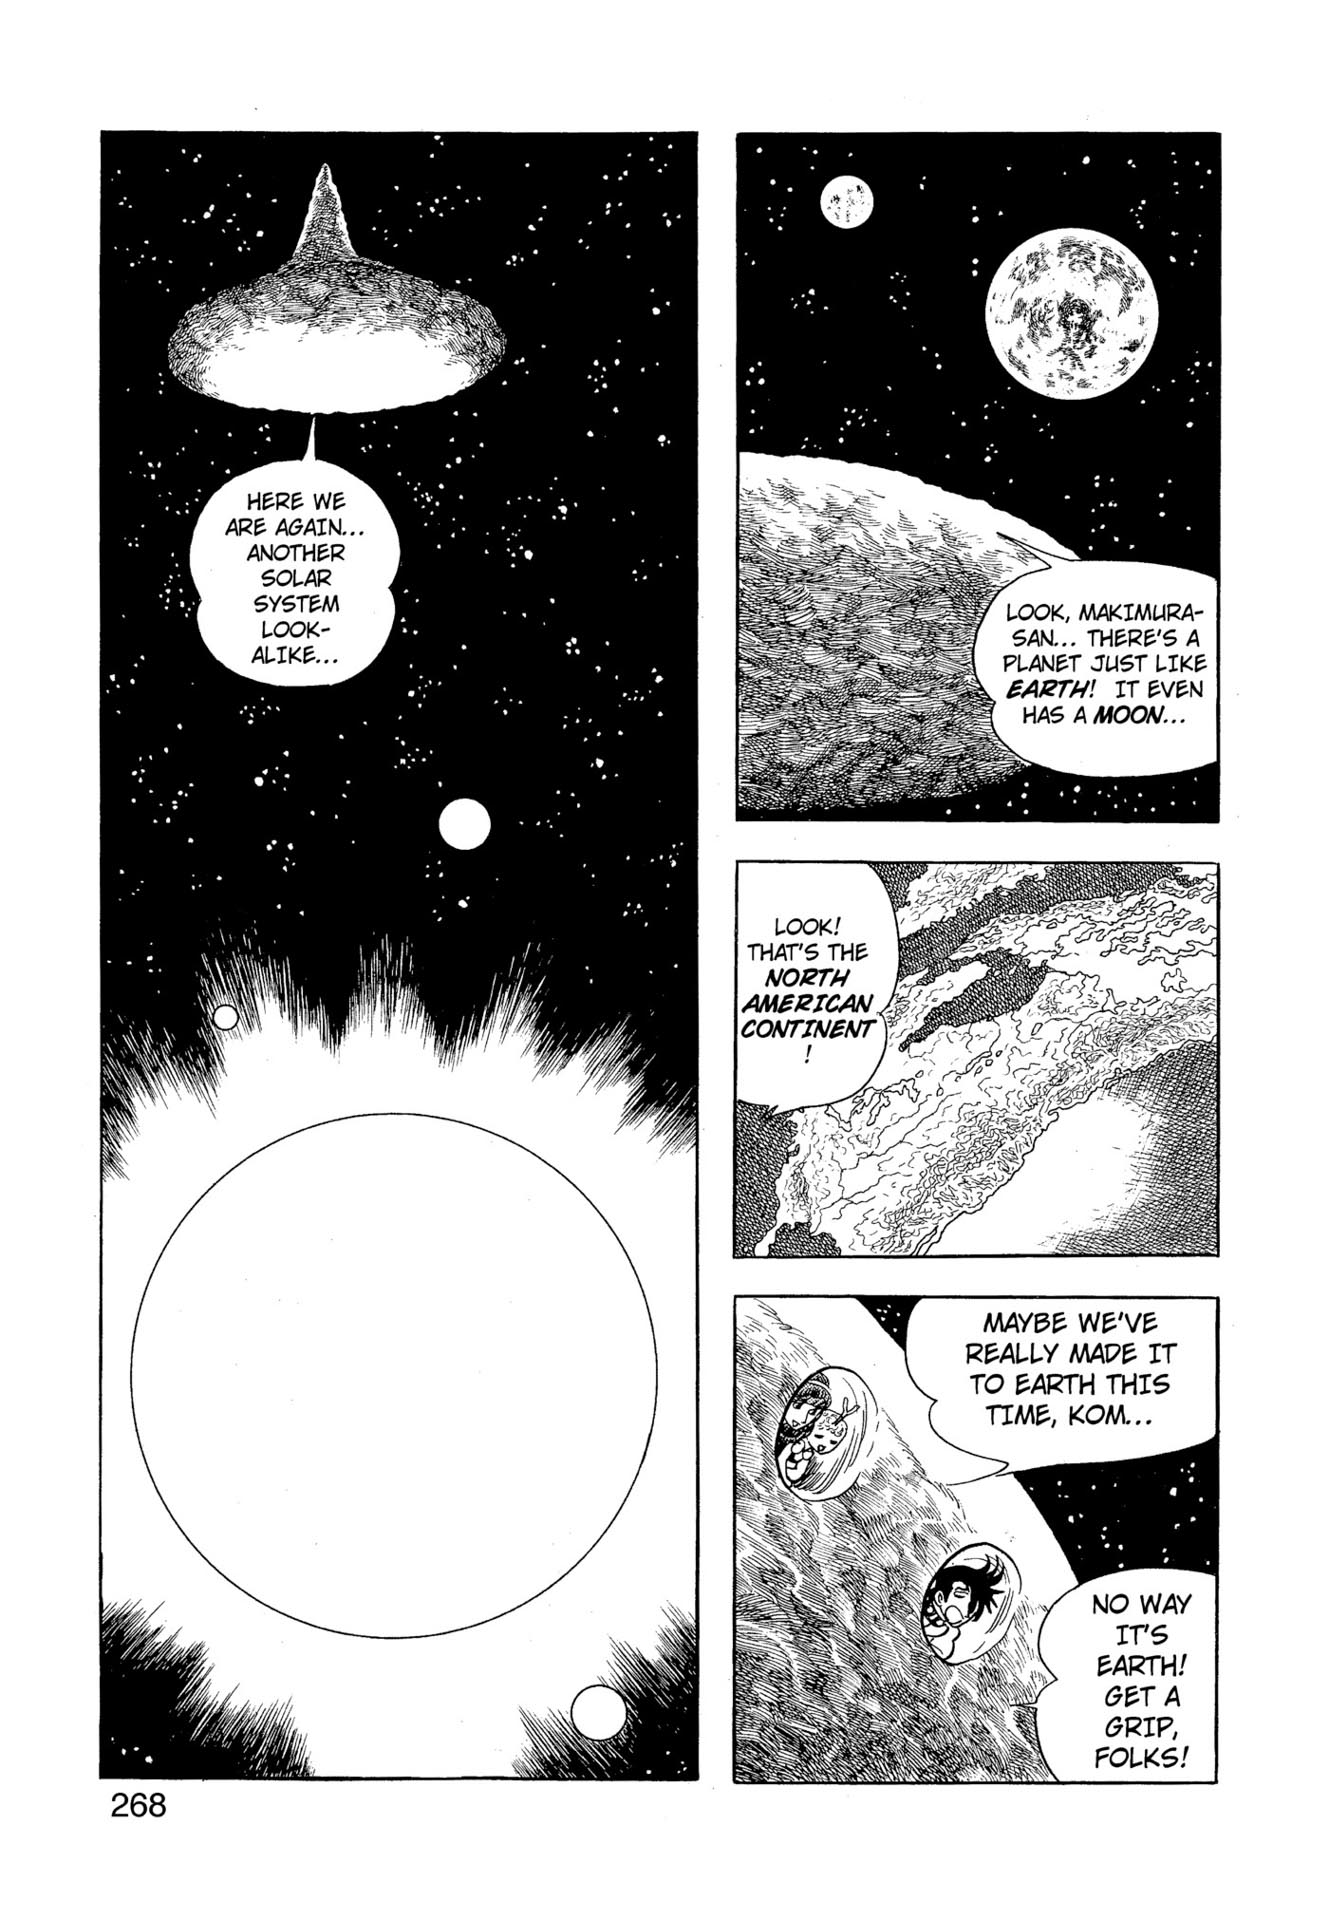 HERE WE
ARE AGAIN...
ANOTHER
SOLAR
SYSTEM
LOOK-
ALIKE...
LOOK, MAKIMURA-
SAN... THERE'S A
PLANET JUST LIKE
EARTH! IT EVEN
HAS A MOON...
LOOK!
THAT'S THE
NORTH
AMERICAN
CONTINENT
!
MAYBE WE'VE
REALLY MADE IT
TO EARTH THIS
TIME, KOM...
NO WAY
IT'S
EARTH!
GET A
GRIP,
FOLKS!
268